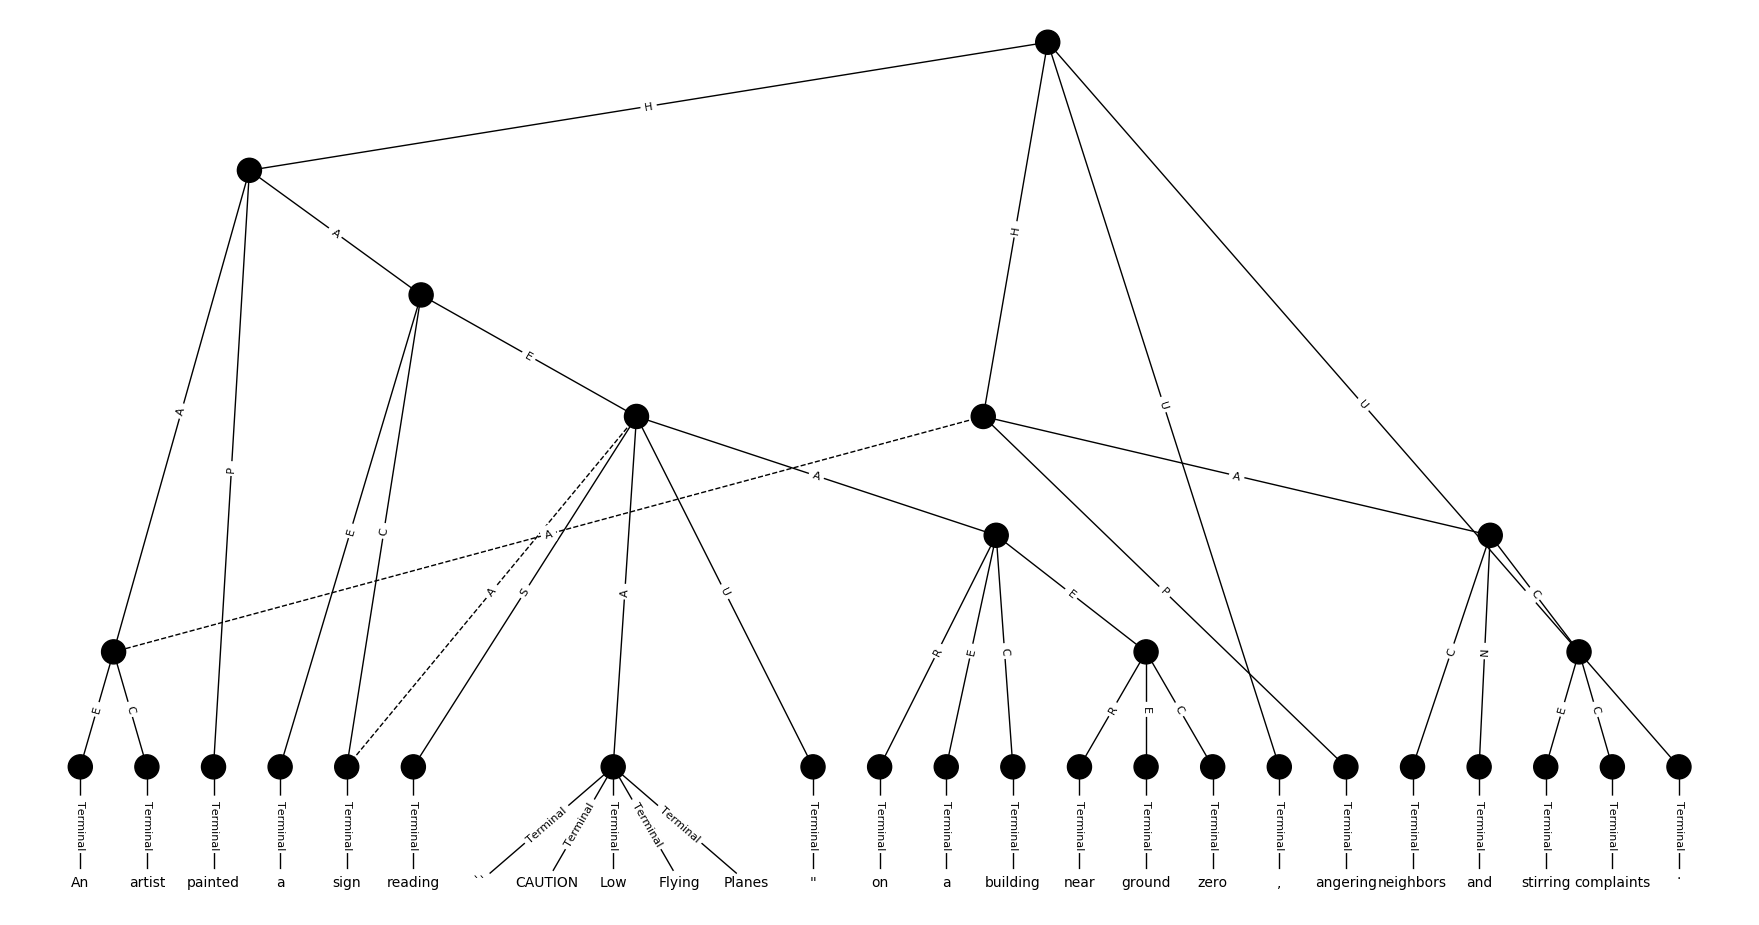 H
H
A
U
E
U
A
P
A
A
E
C
A
A
S
A
U
E
P
C
R
E
C
C
N
E
C
R
E
C
E
C
Terminal Terminal Terminal Terminal Terminal Terminal Terminal Terminal Terminal Terminal Terminal Terminal Terminal Terminal Terminal Terminal Terminal Terminal Terminal Terminal Terminal Terminal Terminal Terminal Terminal
An artist painted a sign reading `` CAUTION Low Flying Planes " on a building near ground zero , angering neighbors and stirring complaints .